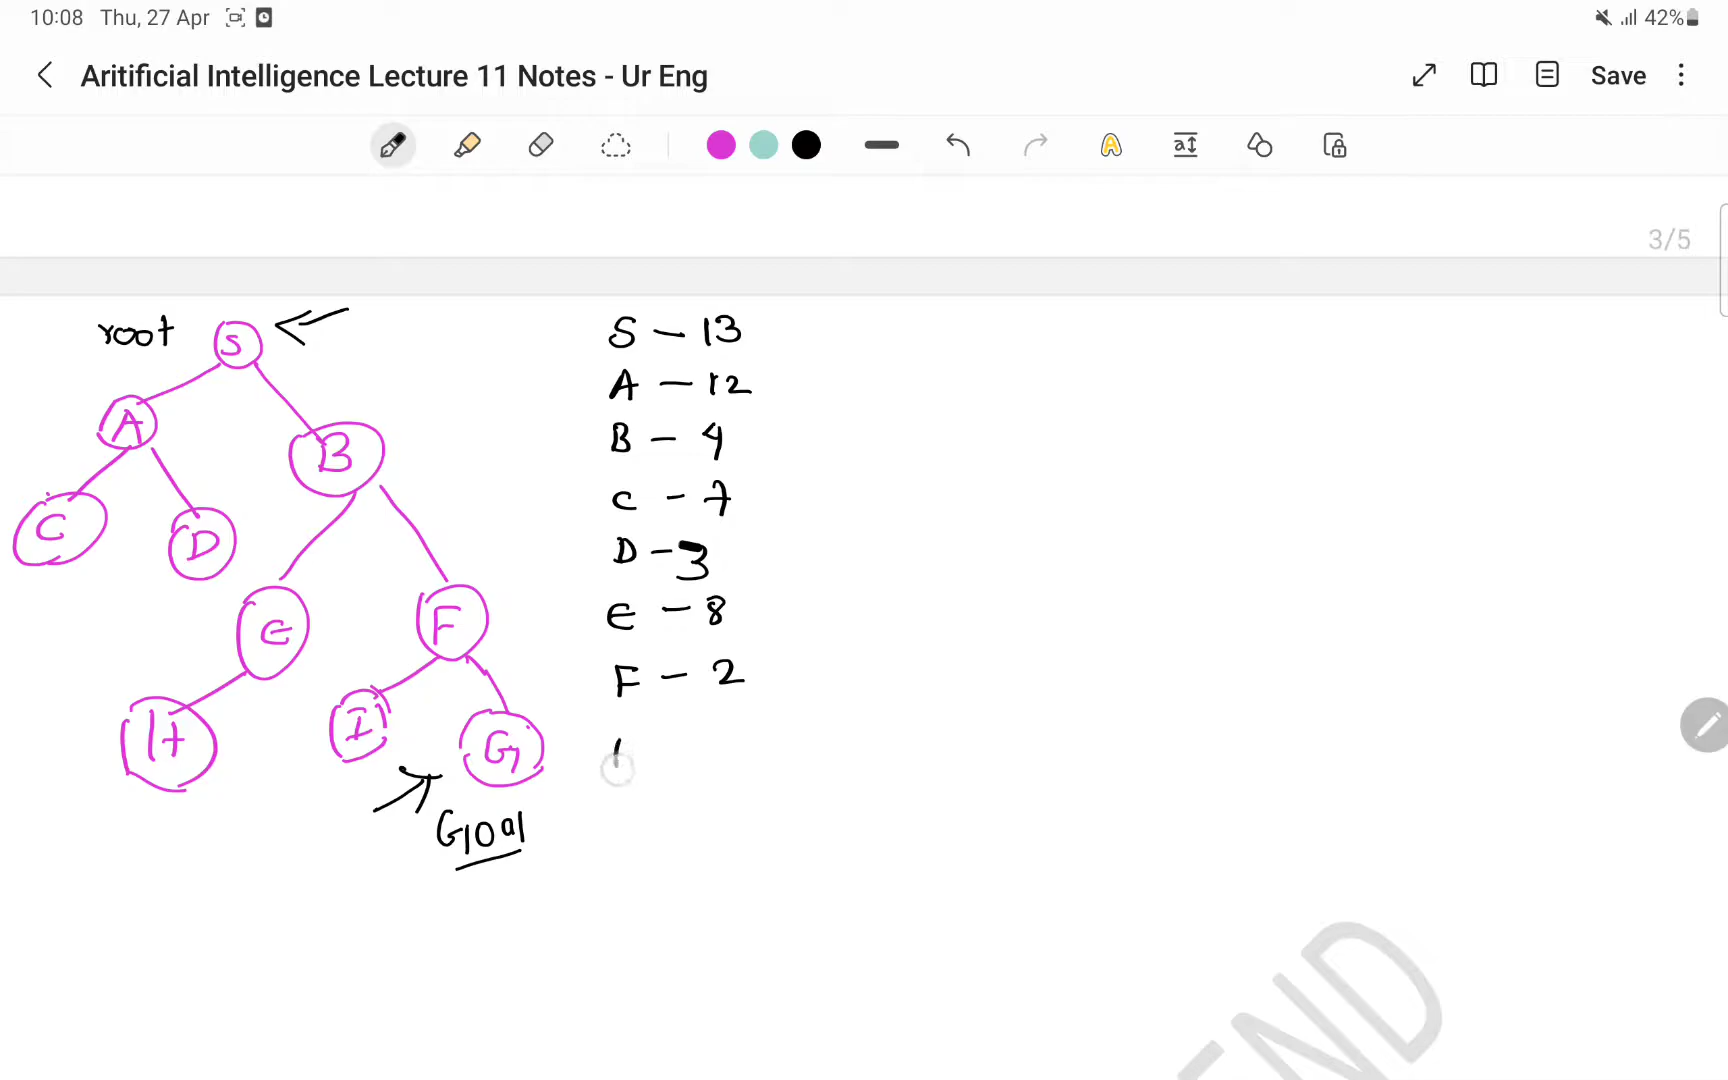 10:08 Thu, 27 Apr
42%
Aritificial Intelligence Lecture 11 Notes - Ur Eng
Save
3/5
root
S
A
B
C
D
E
F
H
I
G
Goal
S - 13
A - 12
B - 4
C - 7
D - 3
E - 8
F - 2
END